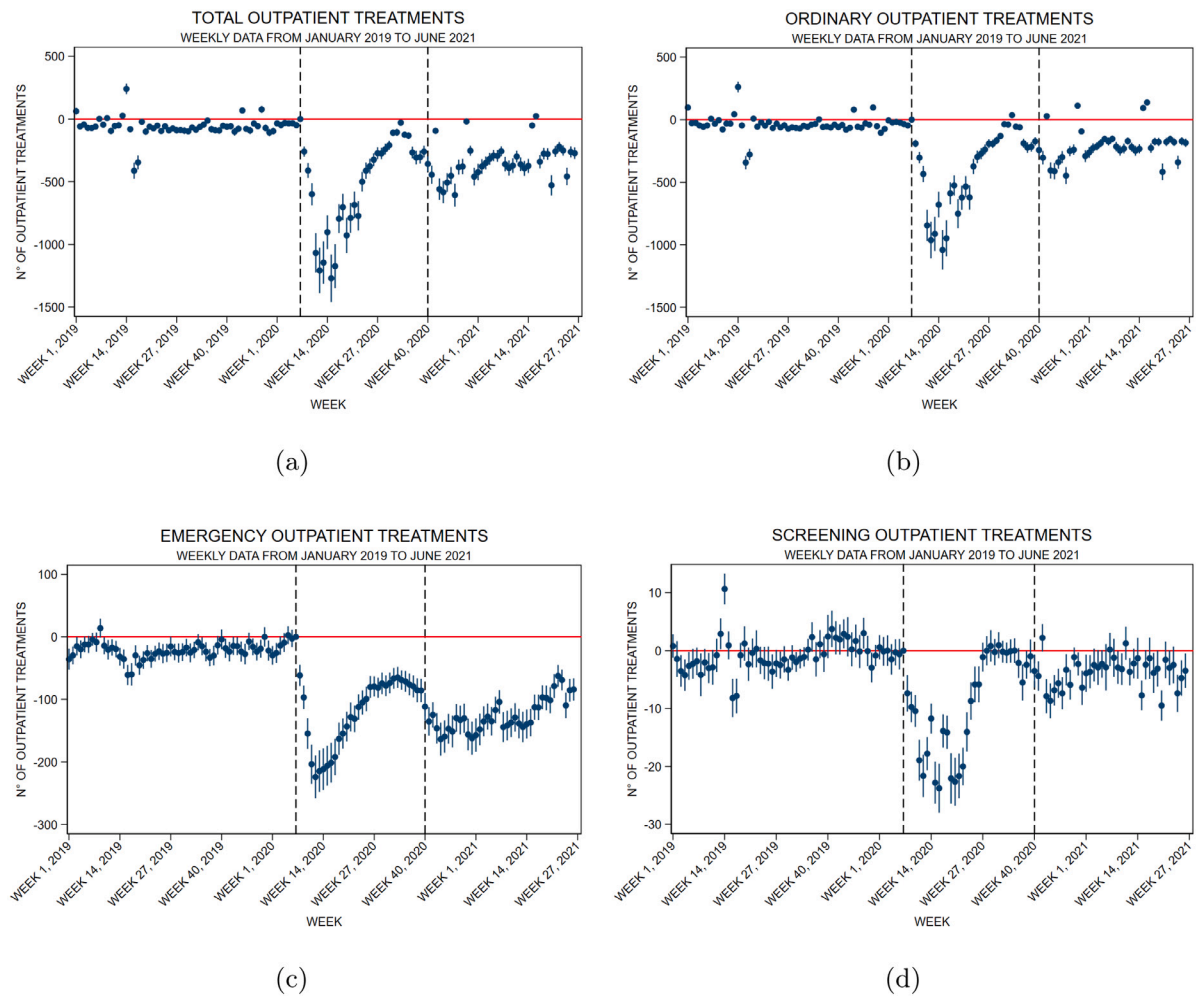 TOTAL OUTPATIENT TREATMENTS
WEEKLY DATA FROM JANUARY 2019 TO JUNE 2021
N° OF OUTPATIENT TREATMENTS
500
0
-500
-1000
-1500
WEEK 1, 2019
WEEK 14, 2019
WEEK 27, 2019
WEEK 40, 2019
WEEK 1, 2020
WEEK 14, 2020
WEEK 27, 2020
WEEK 40, 2020
WEEK 1, 2021
WEEK 14, 2021
WEEK 27, 2021
WEEK
(a)
ORDINARY OUTPATIENT TREATMENTS
WEEKLY DATA FROM JANUARY 2019 TO JUNE 2021
N° OF OUTPATIENT TREATMENTS
500
0
-500
-1000
-1500
WEEK 1, 2019
WEEK 14, 2019
WEEK 27, 2019
WEEK 40, 2019
WEEK 1, 2020
WEEK 14, 2020
WEEK 27, 2020
WEEK 40, 2020
WEEK 1, 2021
WEEK 14, 2021
WEEK 27, 2021
WEEK
(b)
EMERGENCY OUTPATIENT TREATMENTS
WEEKLY DATA FROM JANUARY 2019 TO JUNE 2021
N° OF OUTPATIENT TREATMENTS
100
0
-100
-200
-300
WEEK 1, 2019
WEEK 14, 2019
WEEK 27, 2019
WEEK 40, 2019
WEEK 1, 2020
WEEK 14, 2020
WEEK 27, 2020
WEEK 40, 2020
WEEK 1, 2021
WEEK 14, 2021
WEEK 27, 2021
WEEK
(c)
SCREENING OUTPATIENT TREATMENTS
WEEKLY DATA FROM JANUARY 2019 TO JUNE 2021
N° OF OUTPATIENT TREATMENTS
10
0
-10
-20
-30
WEEK 1, 2019
WEEK 14, 2019
WEEK 27, 2019
WEEK 40, 2019
WEEK 1, 2020
WEEK 14, 2020
WEEK 27, 2020
WEEK 40, 2020
WEEK 1, 2021
WEEK 14, 2021
WEEK 27, 2021
WEEK
(d)